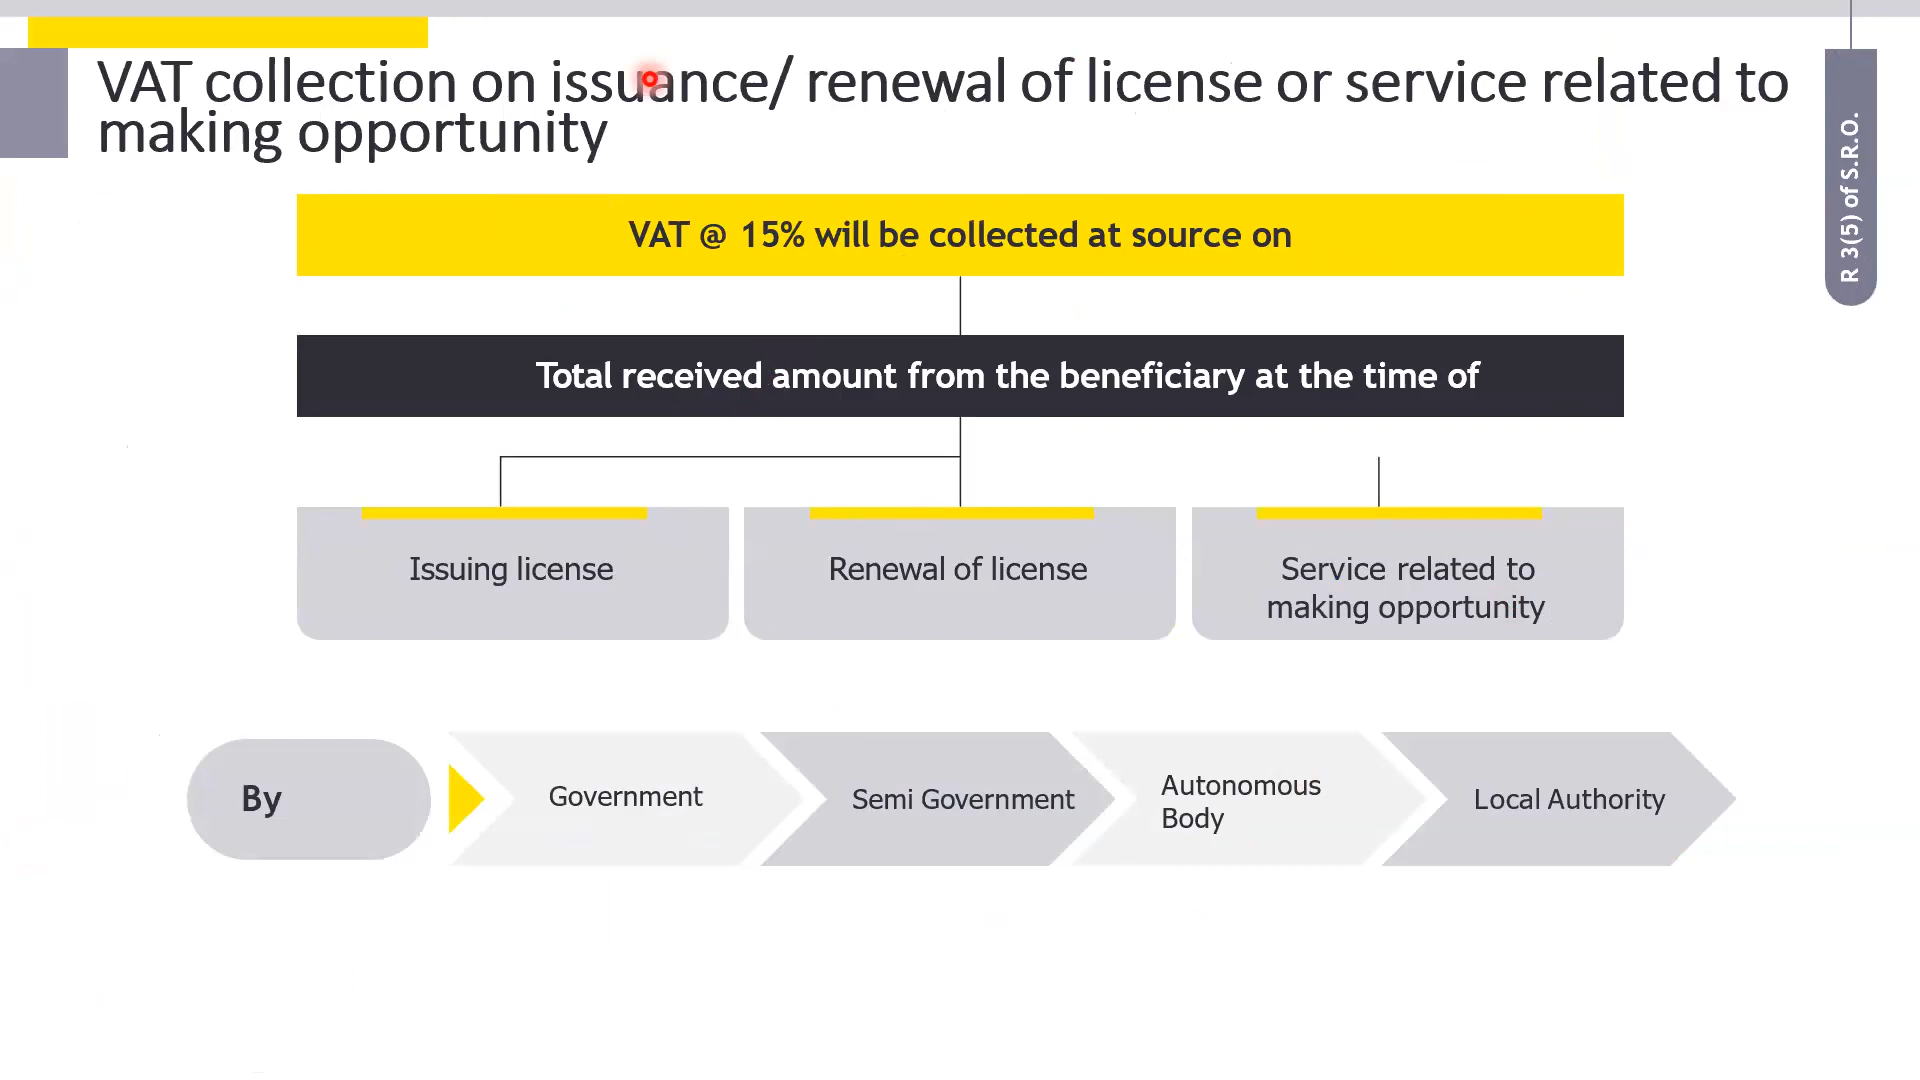 VAT collection on issuance/ renewal of license or service related to
making opportunity
R 3(5) of S.R.O.
VAT @ 15% will be collected at source on
Total received amount from the beneficiary at the time of
Issuing license
Renewal of license
Service related to
making opportunity
By
Government
Semi Government
Autonomous
Body
Local Authority